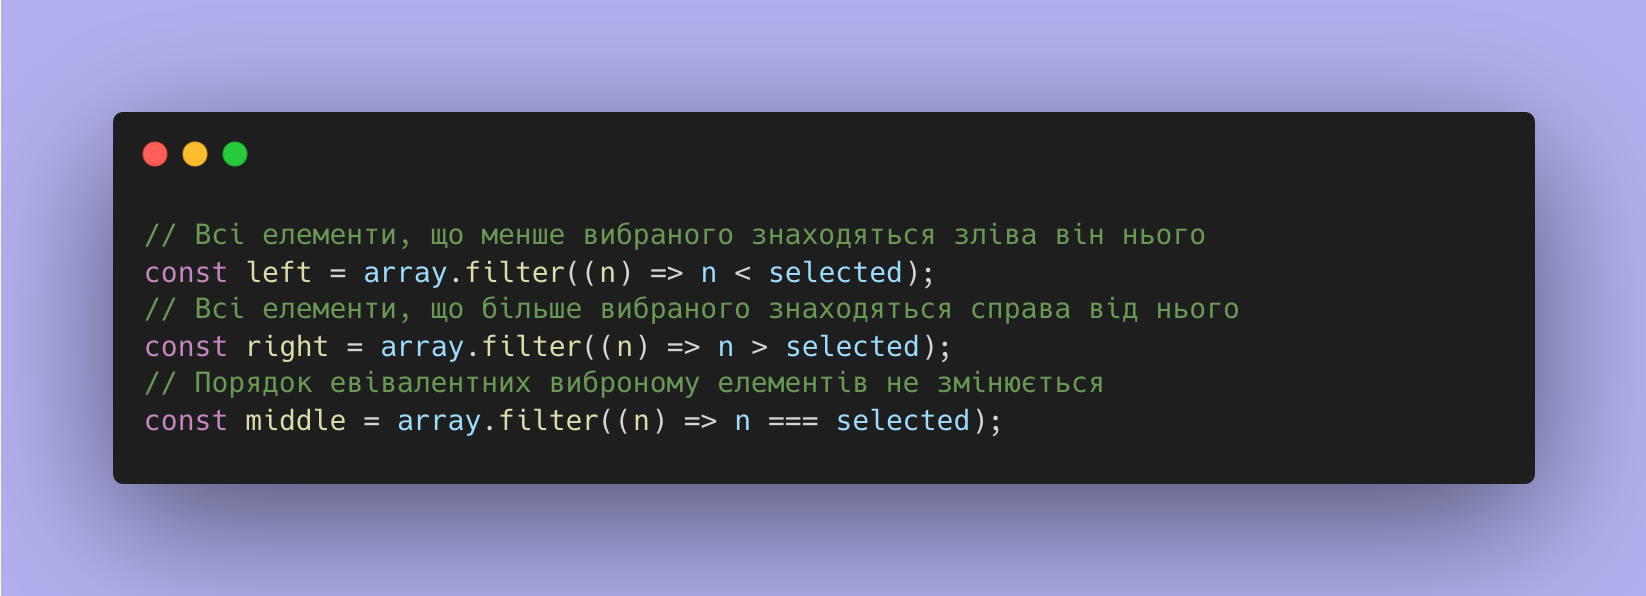 // Всі елементи, що менше вибраного знаходяться зліва він нього
const left = array.filter((n) => n < selected);
// Всі елементи, що більше вибраного знаходяться справа від нього
const right = array.filter((n) => n > selected);
// Порядок евівалентних виброному елементів не змінюється
const middle = array.filter((n) => n === selected);